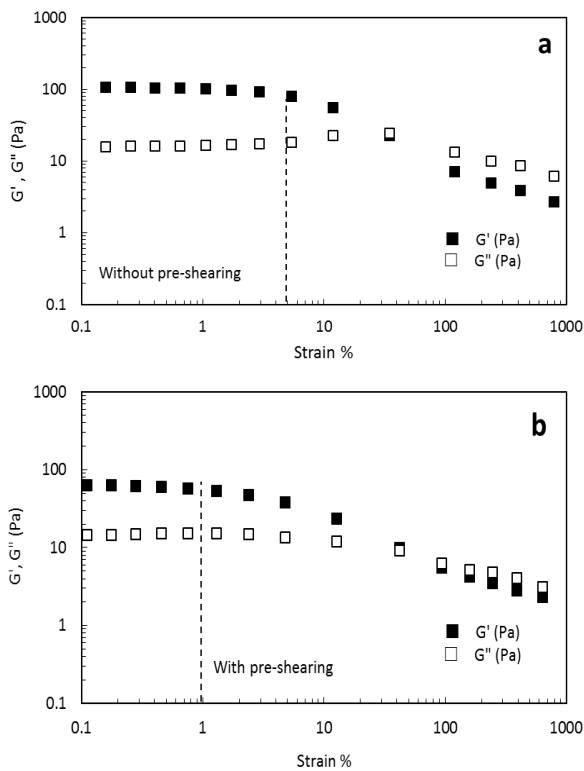 a
1000
100
10
1
0.1
G' , G" (Pa)
G' (Pa)
G" (Pa)
Without pre-shearing
0.1 1 10 100 1000
Strain %
b
1000
100
10
1
0.1
G', G" (Pa)
G' (Pa)
G" (Pa)
With pre-shearing
0.1 1 10 100 1000
Strain %